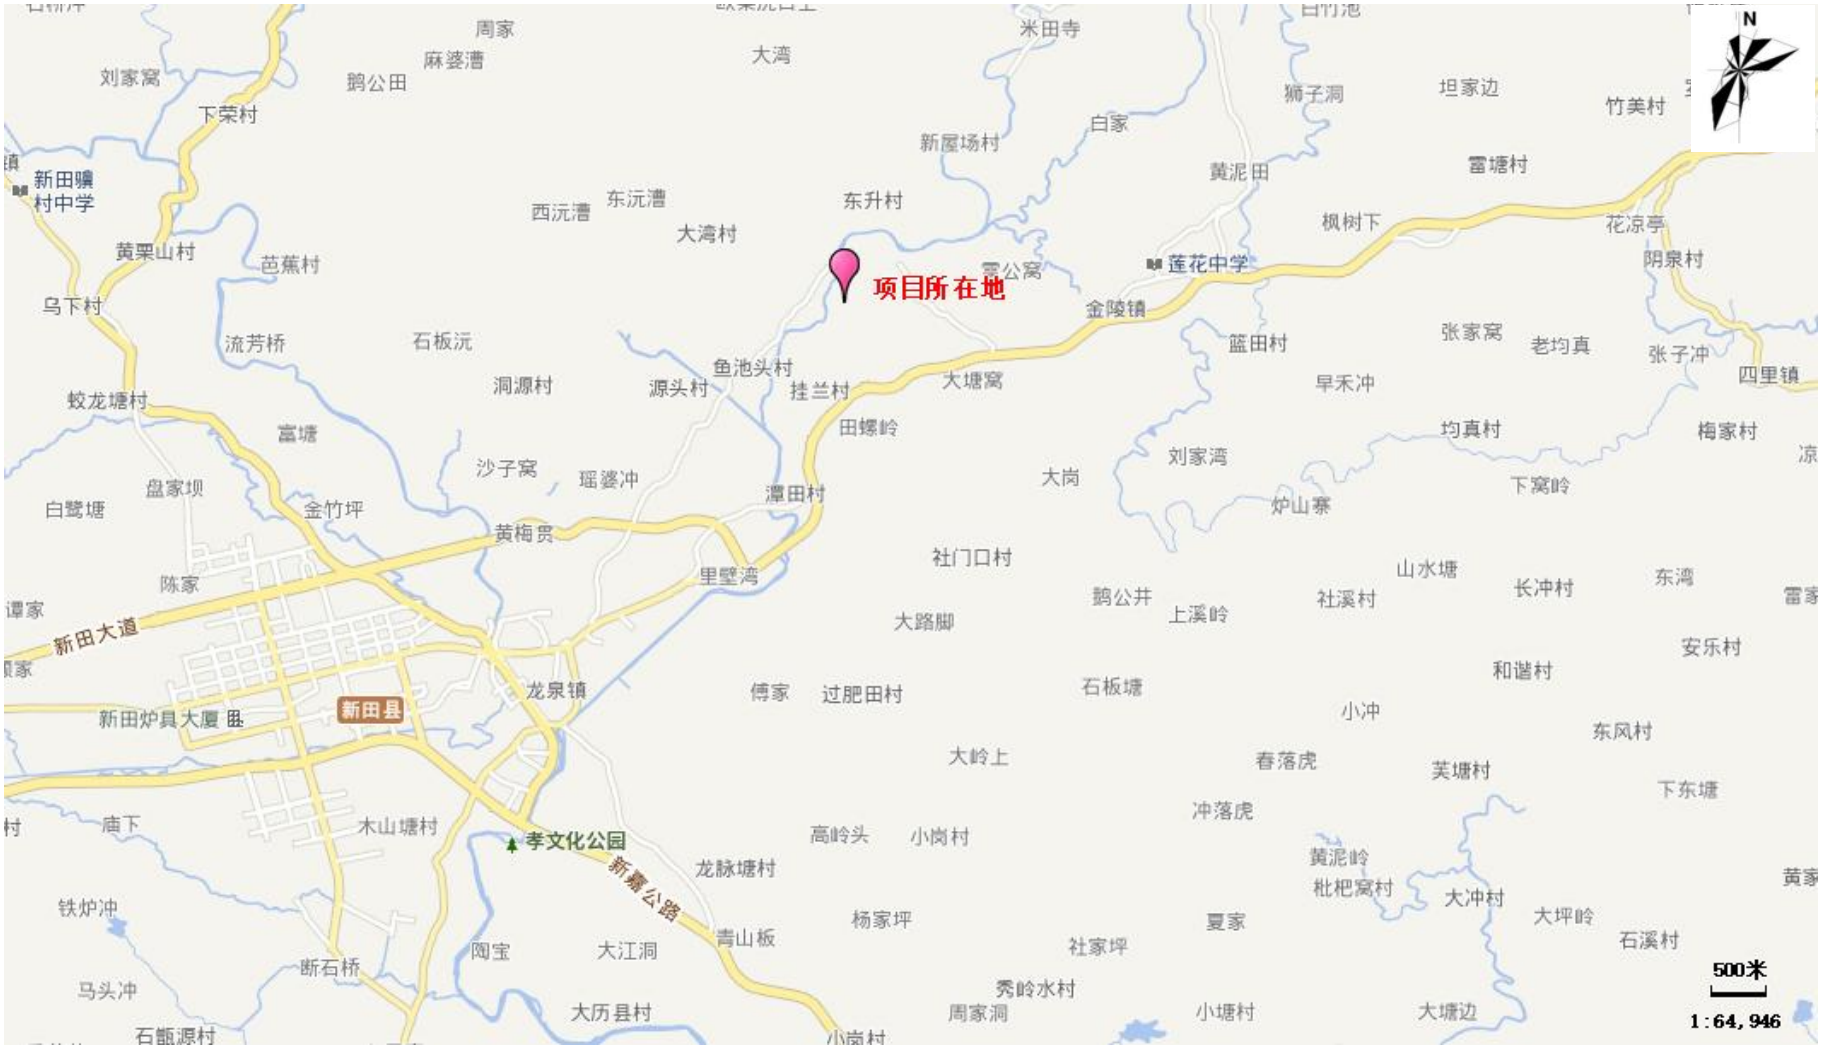 周家
米田寺
N
麻婆漕
大湾
刘家窝
鹅公田
狮子洞
坦家边
竹美村
下荣村
白家
新屋场村
镇
新田骥
村中学
黄泥田
雷塘村
东升村
西沅漕
东沅漕
大湾村
枫树下
花凉亭
黄栗山村
芭蕉村
莲花中学
阴泉村
项目所在地
乌下村
金陵镇
流芳桥
石板沅
篮田村
张家窝
老均真
张子冲
鱼池头村
四里镇
洞源村
源头村
挂兰村
大塘窝
早禾冲
蛟龙塘村
富塘
田螺岭
均真村
梅家村
沙子窝
瑶婆冲
大岗
刘家湾
凉
盘家坝
潭田村
下窝岭
白鹭塘
金竹坪
炉山寨
黄梅贯
社门口村
陈家
里壁湾
山水塘
长冲村
东湾
谭家
鹅公井
社溪村
雷家
大路脚
上溪岭
新田大道
安乐村
和谐村
龙泉镇
傅家
过肥田村
石板塘
新田县
小冲
新田炉具大厦
东风村
大岭上
春落虎
芙塘村
下东塘
冲落虎
村
庙下
木山塘村
孝文化公园
高岭头
小岗村
黄泥岭
新嘉公路
龙脉塘村
枇杷窝村
黄家
大冲村
铁炉冲
杨家坪
夏家
大坪岭
青山板
社家坪
石溪村
陶宝
大江洞
断石桥
500米
马头冲
秀岭水村
大历县村
周家洞
小塘村
大塘边
1:64,946
石甑源村
小岗村